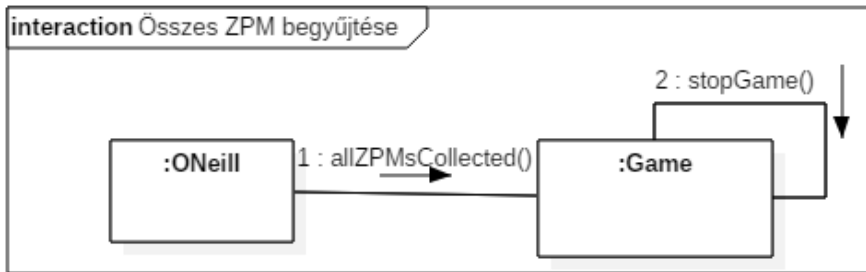 interaction Összes ZPM begyűjtése
2 : stopGame()
:ONeill
1 : allZPMsCollected()
:Game